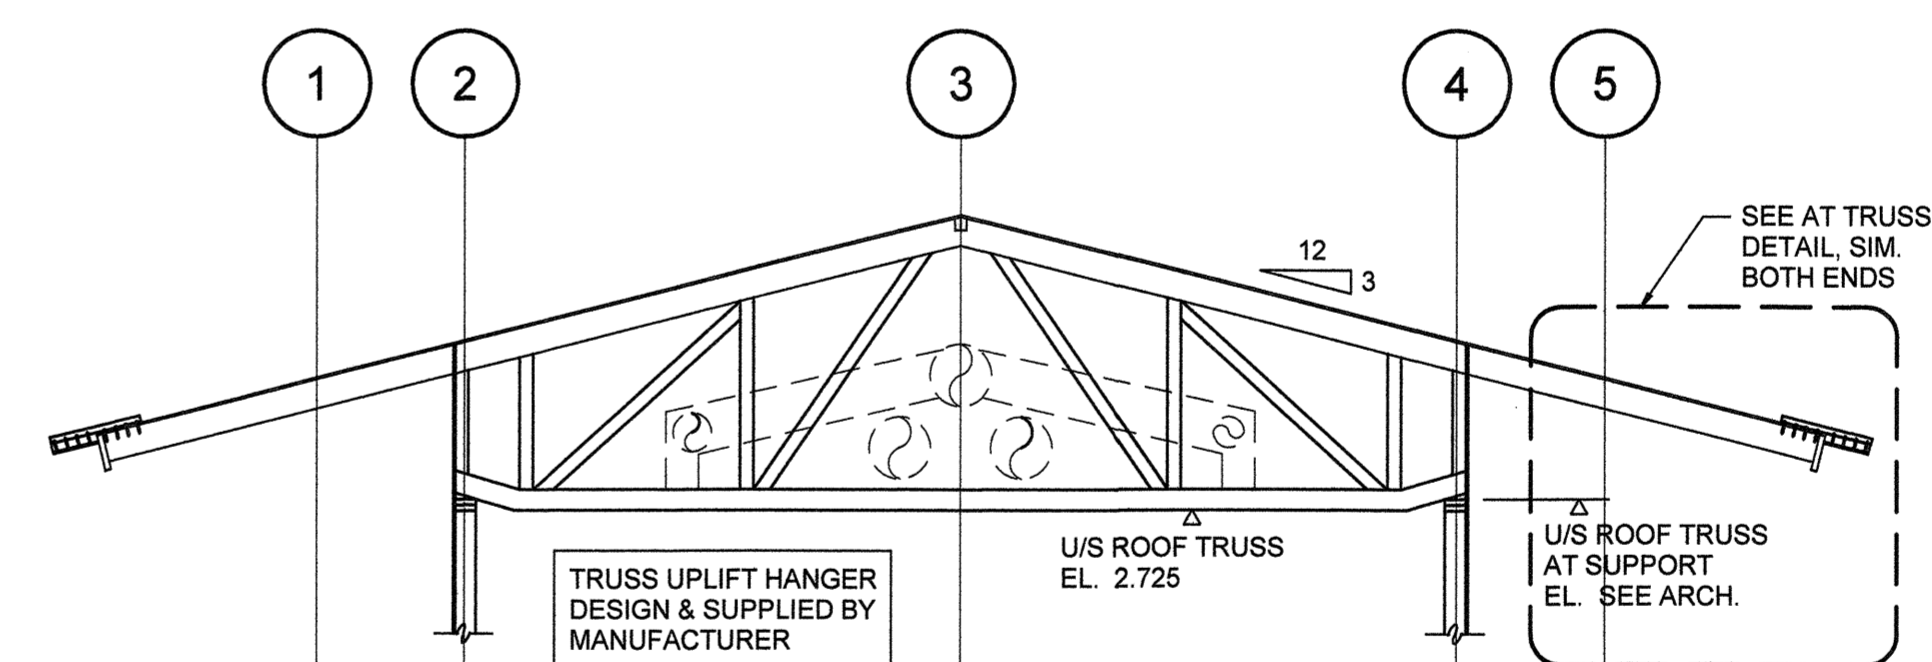 1
2
3
4
5
12
3
SEE AT TRUSS
DETAIL, SIM.
BOTH ENDS
U/S ROOF TRUSS
EL. 2.725
U/S ROOF TRUSS
AT SUPPORT
EL. SEE ARCH.
TRUSS UPLIFT HANGER
DESIGN & SUPPLIED BY
MANUFACTURER